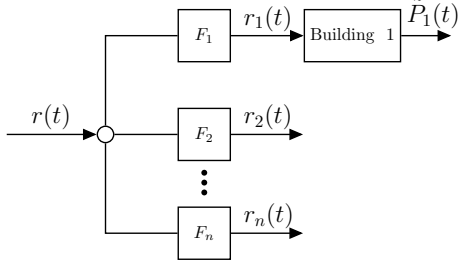 F₁
r₁(t)
Building 1
P₁(t)
r(t)
F₂
r₂(t)
Fₙ
rₙ(t)